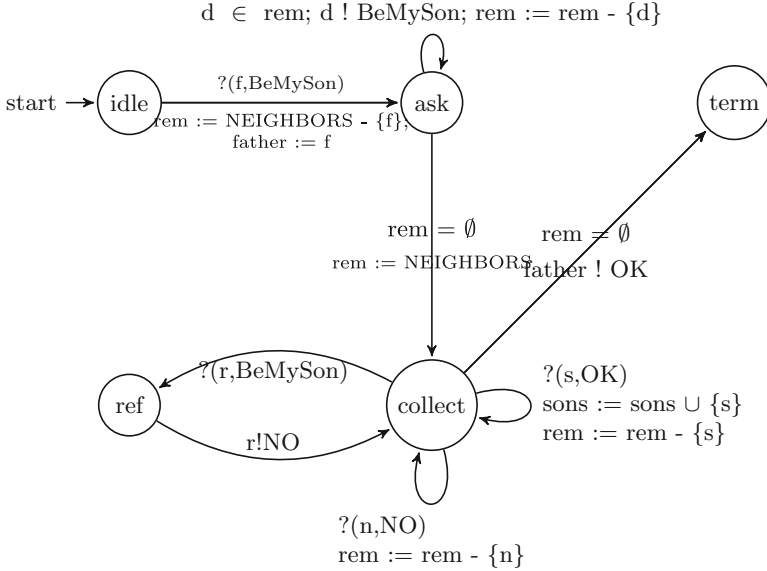 d ∈ rem; d ! BeMySon; rem := rem - {d}
?(f,BeMySon)
start
idle
ask
term
rem := NEIGHBORS - {f};
father := f
rem = ∅
rem := NEIGHBORS
rem = ∅
father ! OK
?(r,BeMySon)
?(s,OK)
sons := sons ∪ {s}
rem := rem - {s}
ref
collect
r!NO
?(n,NO)
rem := rem - {n}